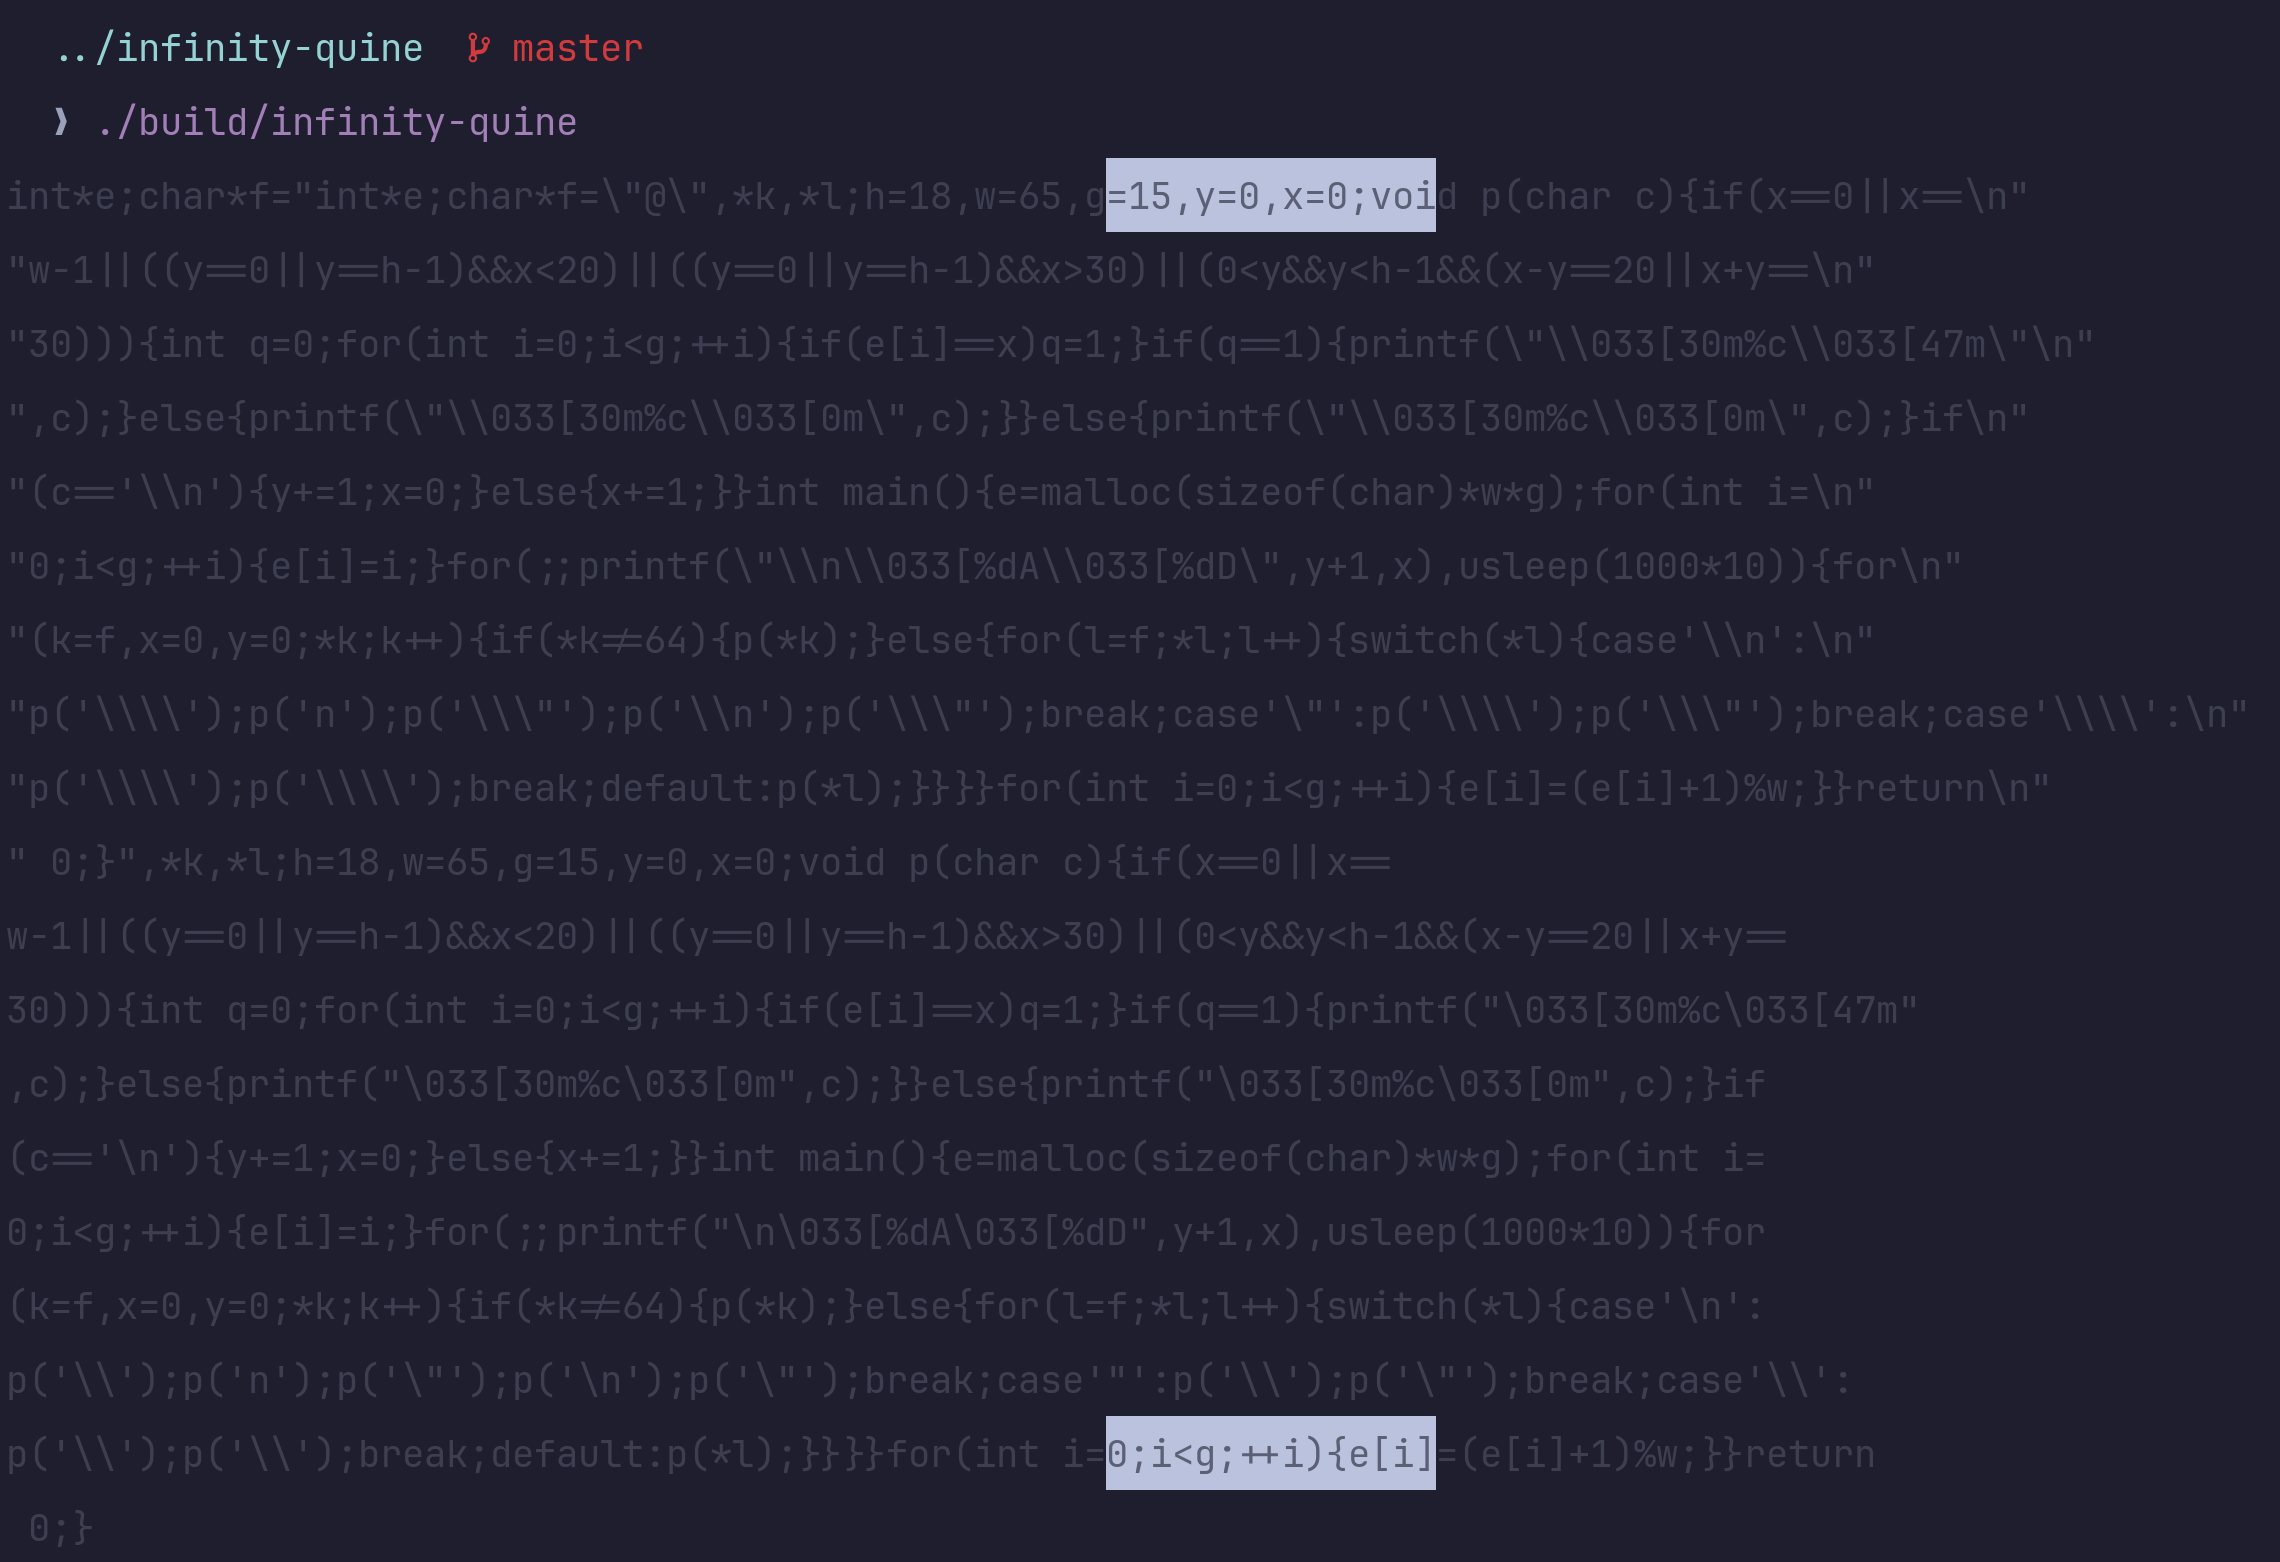 ../infinity-quine master
❱ ./build/infinity-quine
int*e;char*f="int*e;char*f=\"@\",*k,*l;h=18,w=65,g=15,y=0,x=0;void p(char c){if(x==0||x==\n"
"w-1||((y==0||y==h-1)&&x<20)||((y==0||y==h-1)&&x>30)||(0<y&&y<h-1&&(x-y==20||x+y==\n"
"30))){int q=0;for(int i=0;i<g;++i){if(e[i]==x)q=1;}if(q==1){printf(\"\\033[30m%c\\033[47m\"\n"
",c);}else{printf(\"\\033[30m%c\\033[0m\",c);}}else{printf(\"\\033[30m%c\\033[0m\",c);}if\n"
"(c=='\\n'){y+=1;x=0;}else{x+=1;}}int main(){e=malloc(sizeof(char)*w*g);for(int i=\n"
"0;i<g;++i){e[i]=i;}for(;;printf(\"\\n\\033[%dA\\033[%dD\",y+1,x),usleep(1000*10)){for\n"
"(k=f,x=0,y=0;*k;k++){if(*k!=64){p(*k);}else{for(l=f;*l;l++){switch(*l){case'\\n':\n"
"p('\\\\');p('n');p('\\\"');p('\\n');p('\\\"');break;case'\"':p('\\\\');p('\\\"');break;case'\\\\':\n"
"p('\\\\');p('\\\\');break;default:p(*l);}}}}for(int i=0;i<g;++i){e[i]=(e[i]+1)%w;}}return\n"
" 0;}",*k,*l;h=18,w=65,g=15,y=0,x=0;void p(char c){if(x==0||x==
w-1||((y==0||y==h-1)&&x<20)||((y==0||y==h-1)&&x>30)||(0<y&&y<h-1&&(x-y==20||x+y==
30))){int q=0;for(int i=0;i<g;++i){if(e[i]==x)q=1;}if(q==1){printf("\033[30m%c\033[47m"
,c);}else{printf("\033[30m%c\033[0m",c);}}else{printf("\033[30m%c\033[0m",c);}if
(c=='\n'){y+=1;x=0;}else{x+=1;}}int main(){e=malloc(sizeof(char)*w*g);for(int i=
0;i<g;++i){e[i]=i;}for(;;printf("\n\033[%dA\033[%dD",y+1,x),usleep(1000*10)){for
(k=f,x=0,y=0;*k;k++){if(*k!=64){p(*k);}else{for(l=f;*l;l++){switch(*l){case'\n':
p('\\');p('n');p('\"');p('\n');p('\"');break;case'"':p('\\');p('\"');break;case'\\':
p('\\');p('\\');break;default:p(*l);}}}}for(int i=0;i<g;++i){e[i]=(e[i]+1)%w;}}return
 0;}